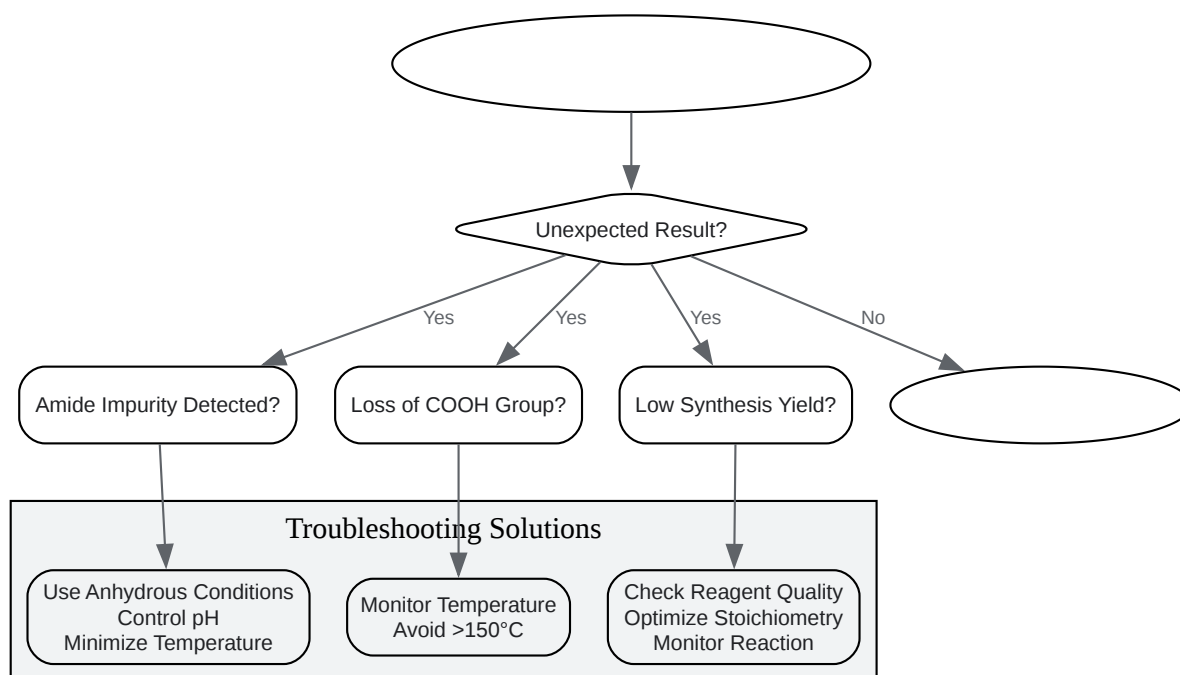 Unexpected Result?
Yes
Yes
Yes
No
Amide Impurity Detected?
Loss of COOH Group?
Low Synthesis Yield?
Troubleshooting Solutions
Use Anhydrous Conditions
Control pH
Minimize Temperature
Monitor Temperature
Avoid >150°C
Check Reagent Quality
Optimize Stoichiometry
Monitor Reaction